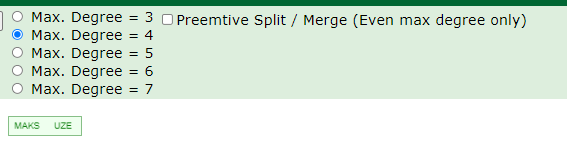 Max. Degree = 3 Preemtive Split / Merge (Even max degree only)
Max. Degree = 4
Max. Degree = 5
Max. Degree = 6
Max. Degree = 7
MAKS UZE